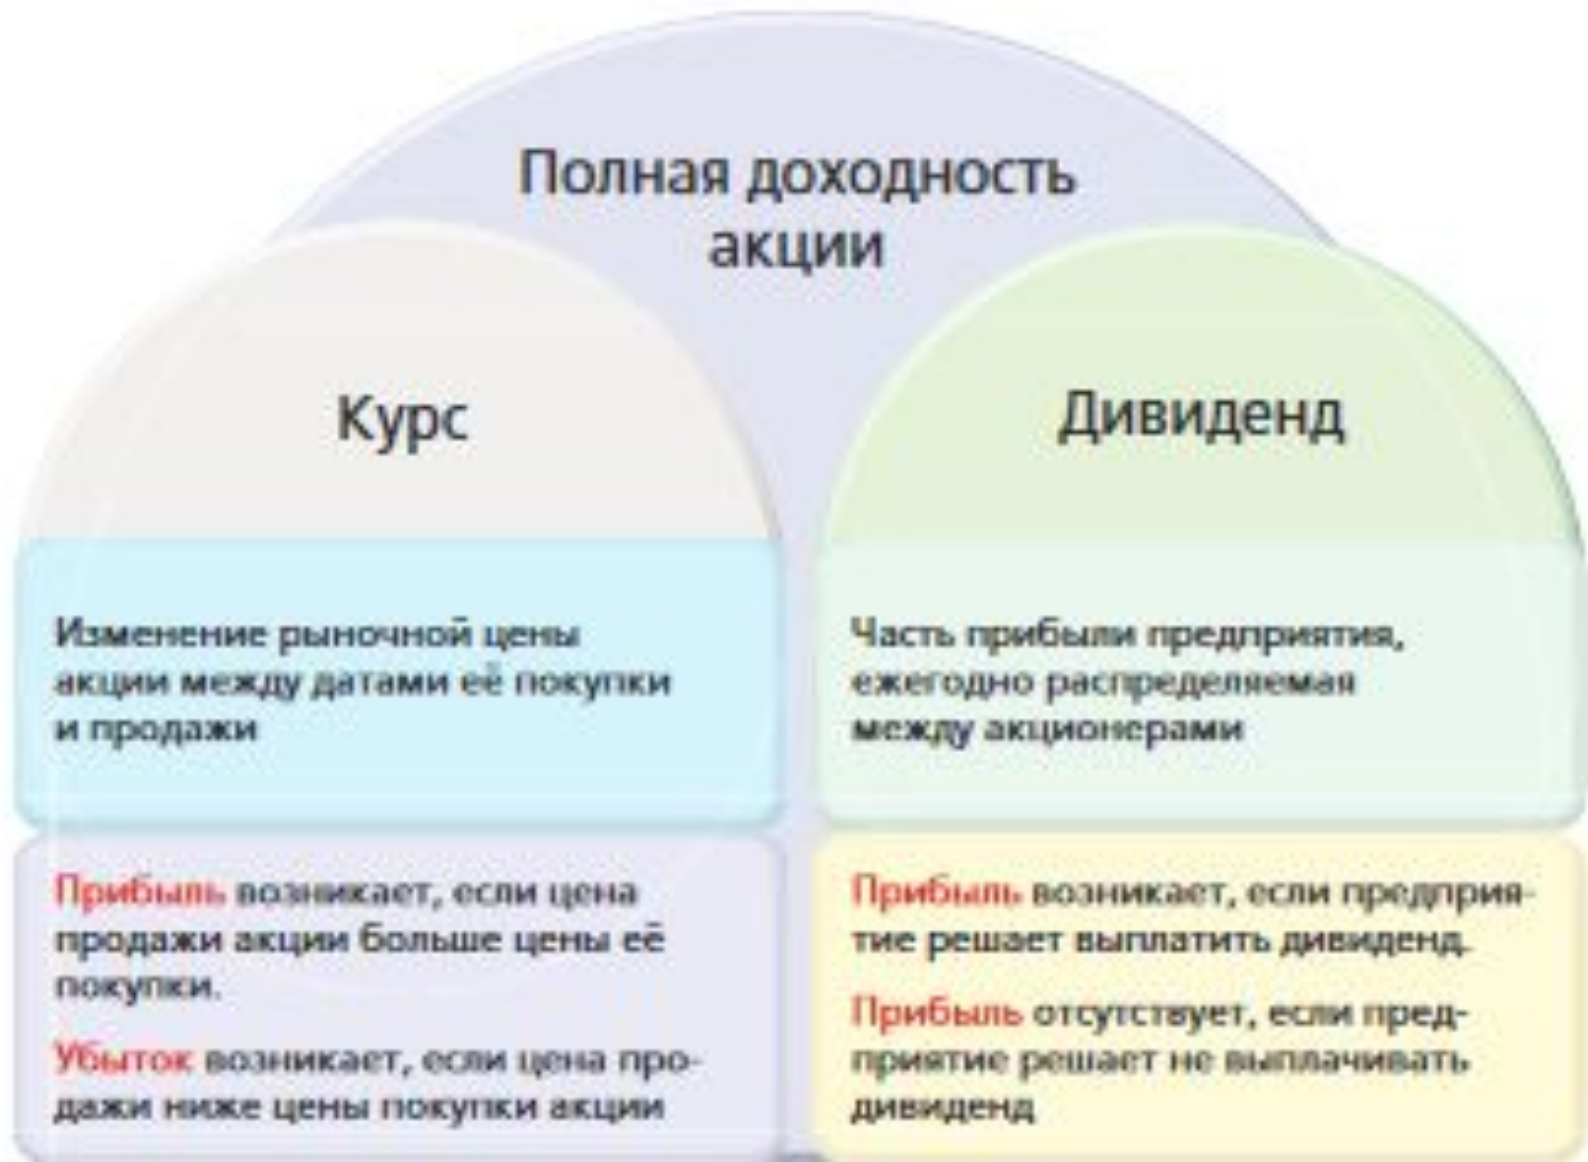 Полная доходность
акции
Курс
Изменение рыночной цены
акции между датами её покупки
и продажи
Прибыль возникает, если цена
продажи акции больше цены её
покупки.
Убыток возникает, если цена про-
дажи ниже цены покупки акции
Дивиденд
Часть прибыли предприятия,
ежегодно распределяемая
между акционерами
Прибыль возникает, если предприя-
тие решает выплатить дивиденд.
Прибыль отсутствует, если пред-
приятие решает не выплачивать
дивиденд